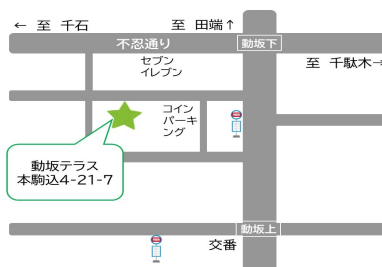 ← 至 千石
至 田端↑
不忍通り
動坂下
セブン
イレブン
至 千駄木→
コイン
パーキ
ング
動坂テラス
本駒込4-21-7
動坂上
交番